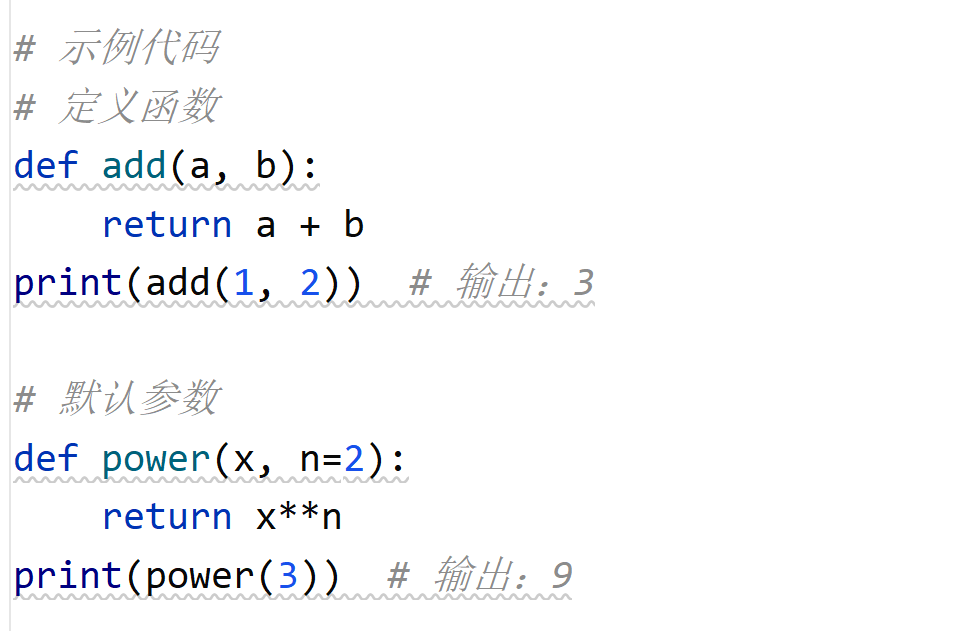 # 示例代码
# 定义函数
def add(a, b):
    return a + b
print(add(1, 2))  # 输出：3
# 默认参数
def power(x, n=2):
    return x**n
print(power(3))  # 输出：9